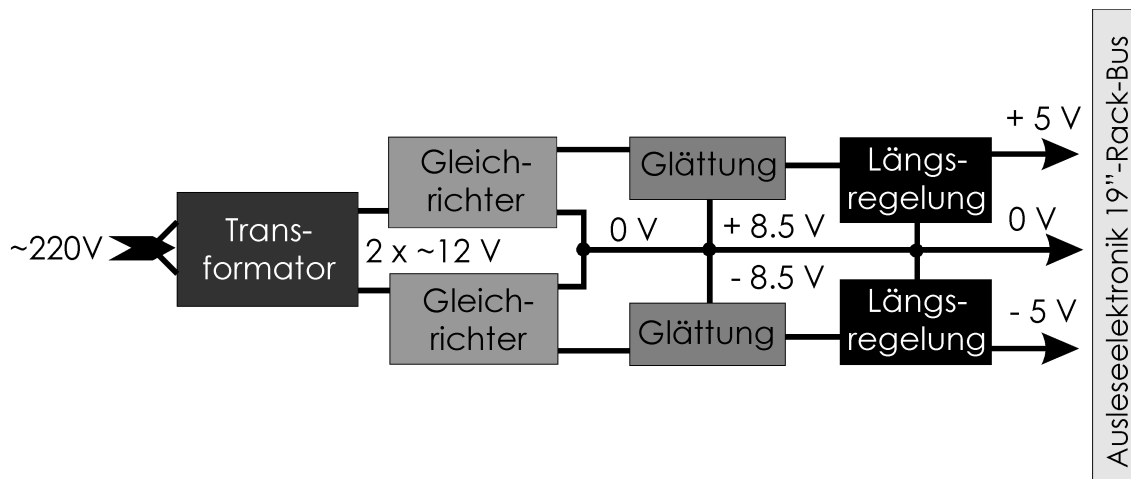 ~220V
Trans-
formator
2 x ~12 V
Gleich-
richter
Gleich-
richter
0 V
Glättung
+ 8.5 V
- 8.5 V
Glättung
Längs-
regelung
Längs-
regelung
+ 5 V
0 V
- 5 V
Ausleseelektronik 19”-Rack-Bus